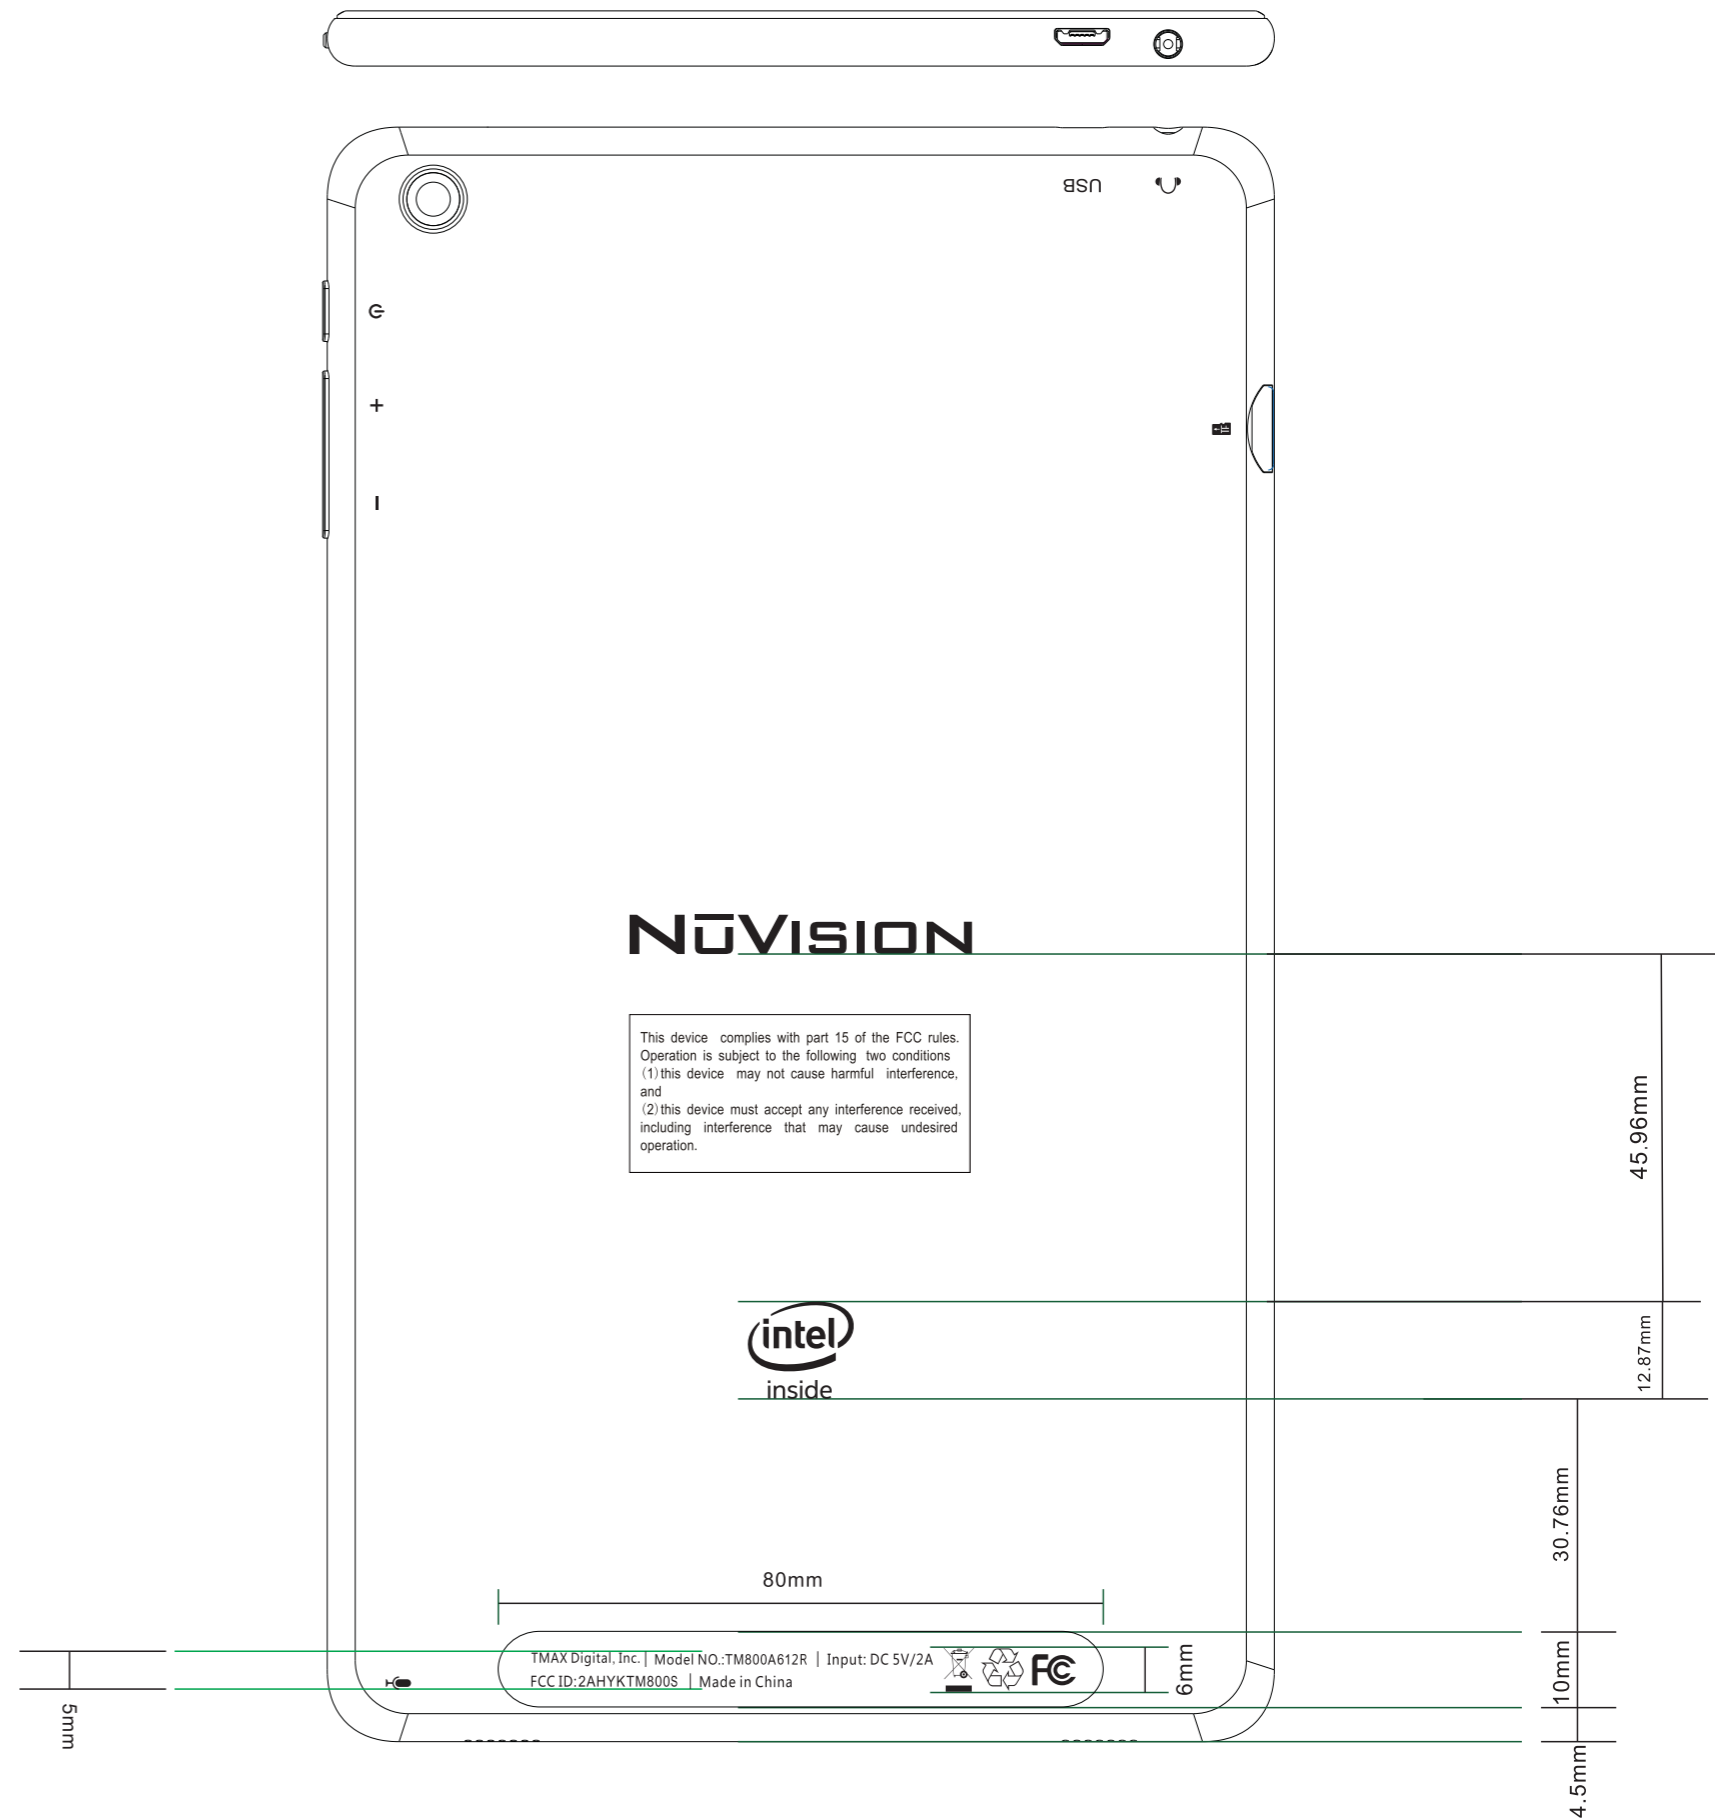 USB
+
NūVISION
This device complies with part 15 of the FCC rules.
Operation is subject to the following two conditions
(1)this device may not cause harmful interference,
and
(2)this device must accept any interference received,
including interference that may cause undesired
operation.
45.96mm
intel
inside
12.87mm
30.76mm
80mm
TMAX Digital, Inc. | Model NO.:TM800A612R | Input: DC 5V/2A
FCC ID:2AHYKTM800S | Made in China
FC
6mm
10mm
5mm
4.5mm